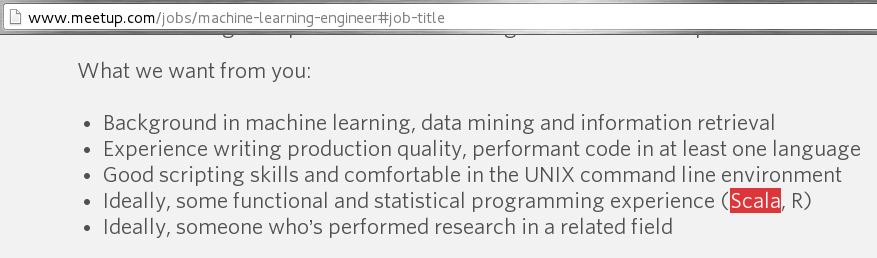 www.meetup.com/jobs/machine-learning-engineer#job-title
What we want from you:
• Background in machine learning, data mining and information retrieval
• Experience writing production quality, performant code in at least one language
• Good scripting skills and comfortable in the UNIX command line environment
• Ideally, some functional and statistical programming experience (Scala, R)
• Ideally, someone who's performed research in a related field